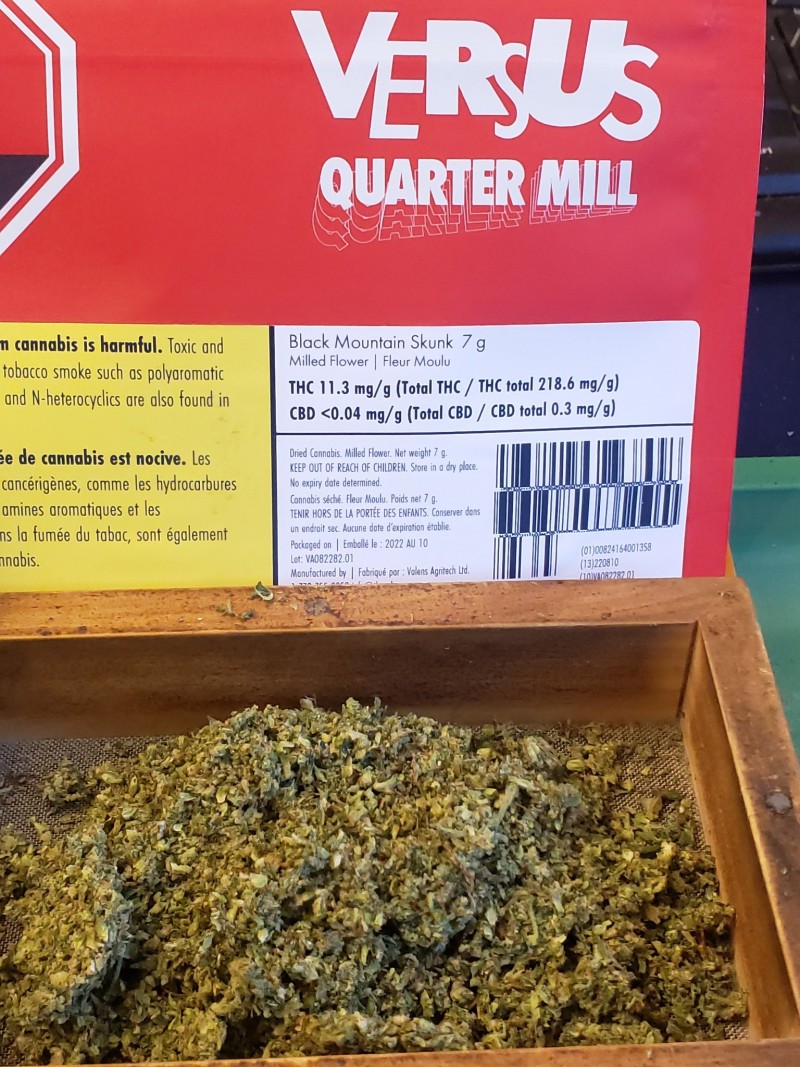 VERSUS
QUARTER MILL
cannabis is harmful. Toxic and
tobacco smoke such as polyaromatic
and N-heterocyclics are also found in
de cannabis est nocive. Les
cancérigènes, comme les hydrocarbures
amines aromatiques et les
la fumée du tabac, sont également
Black Mountain Skunk 7 g
Milled Flower | Fleur Moulu
THC 11.3 mg/g (Total THC / THC total 218.6 mg/g)
CBD <0.04 mg/g (Total CBD / CBD total 0.3 mg/g)
Dried Cannabis. Milled Flower. Net weight 7 g.
KEEP OUT OF REACH OF CHILDREN. Store in a dry place.
No expiry date determined.
Cannabis séché. Fleur Moulu. Poids net 7 g.
TENIR HORS DE LA PORTÉE DES ENFANTS. Conserver dans
un endroit sec. Aucune date d'expiration établie.
Packaged on | Emballé le : 2022 AU 10
Lot: VA082282.01
Manufactured by | Fabriqué par : Valens Agritech Ltd.
(01)00824164001358
(13)220810
(10)VA082282.01